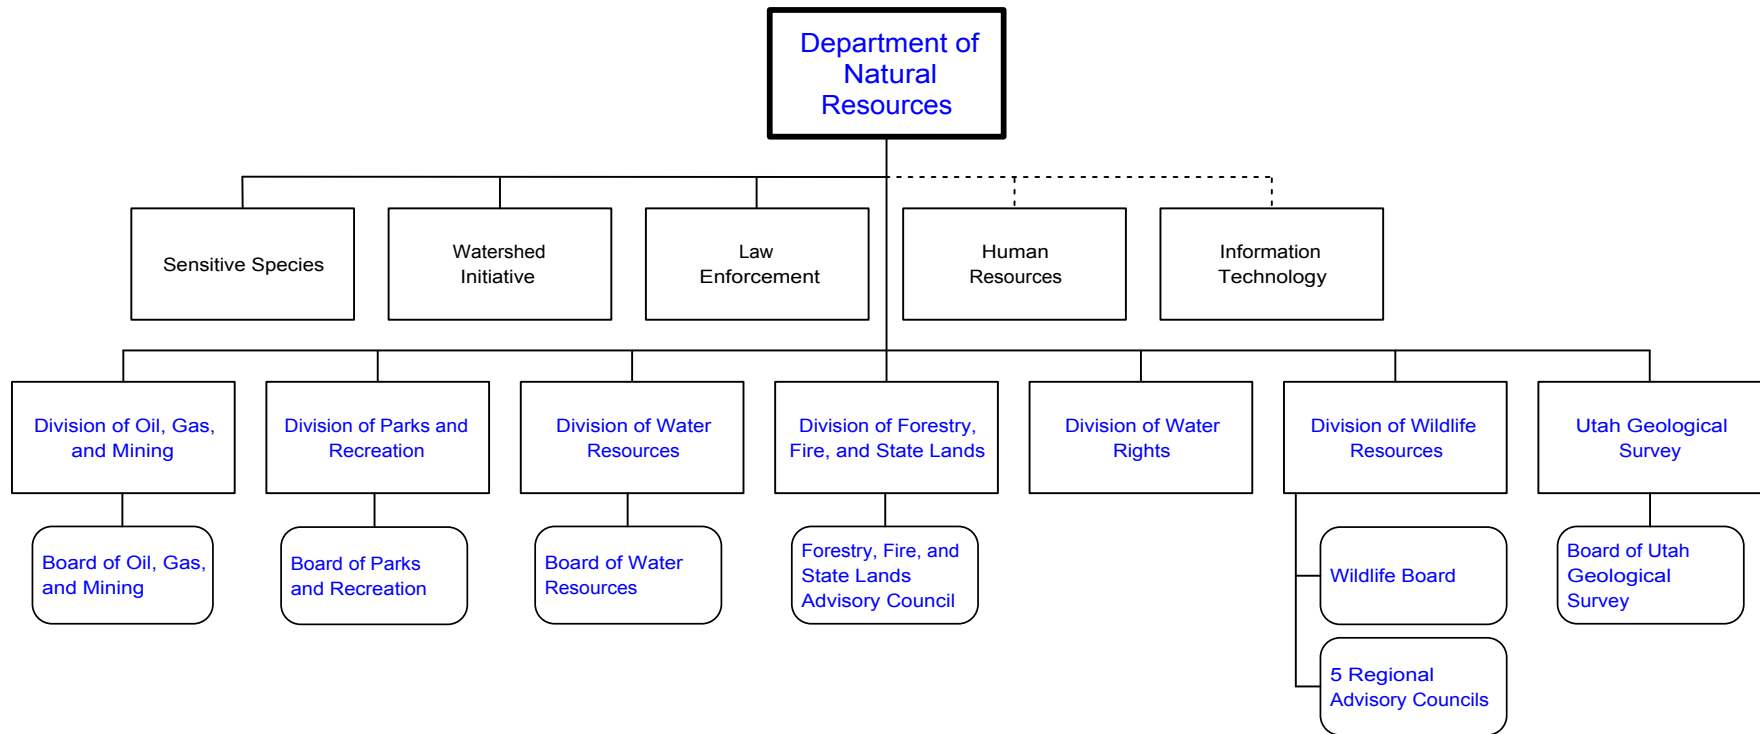 Department of
Natural
Resources
Sensitive Species
Watershed
Initiative
Law
Enforcement
Human
Resources
Information
Technology
Division of Oil, Gas,
and Mining
Division of Parks and
Recreation
Division of Water
Resources
Division of Forestry,
Fire, and State Lands
Division of Water
Rights
Division of Wildlife
Resources
Utah Geological
Survey
Board of Oil, Gas,
and Mining
Board of Parks
and Recreation
Board of Water
Resources
Forestry, Fire, and
State Lands
Advisory Council
Wildlife Board
Board of Utah
Geological
Survey
5 Regional
Advisory Councils